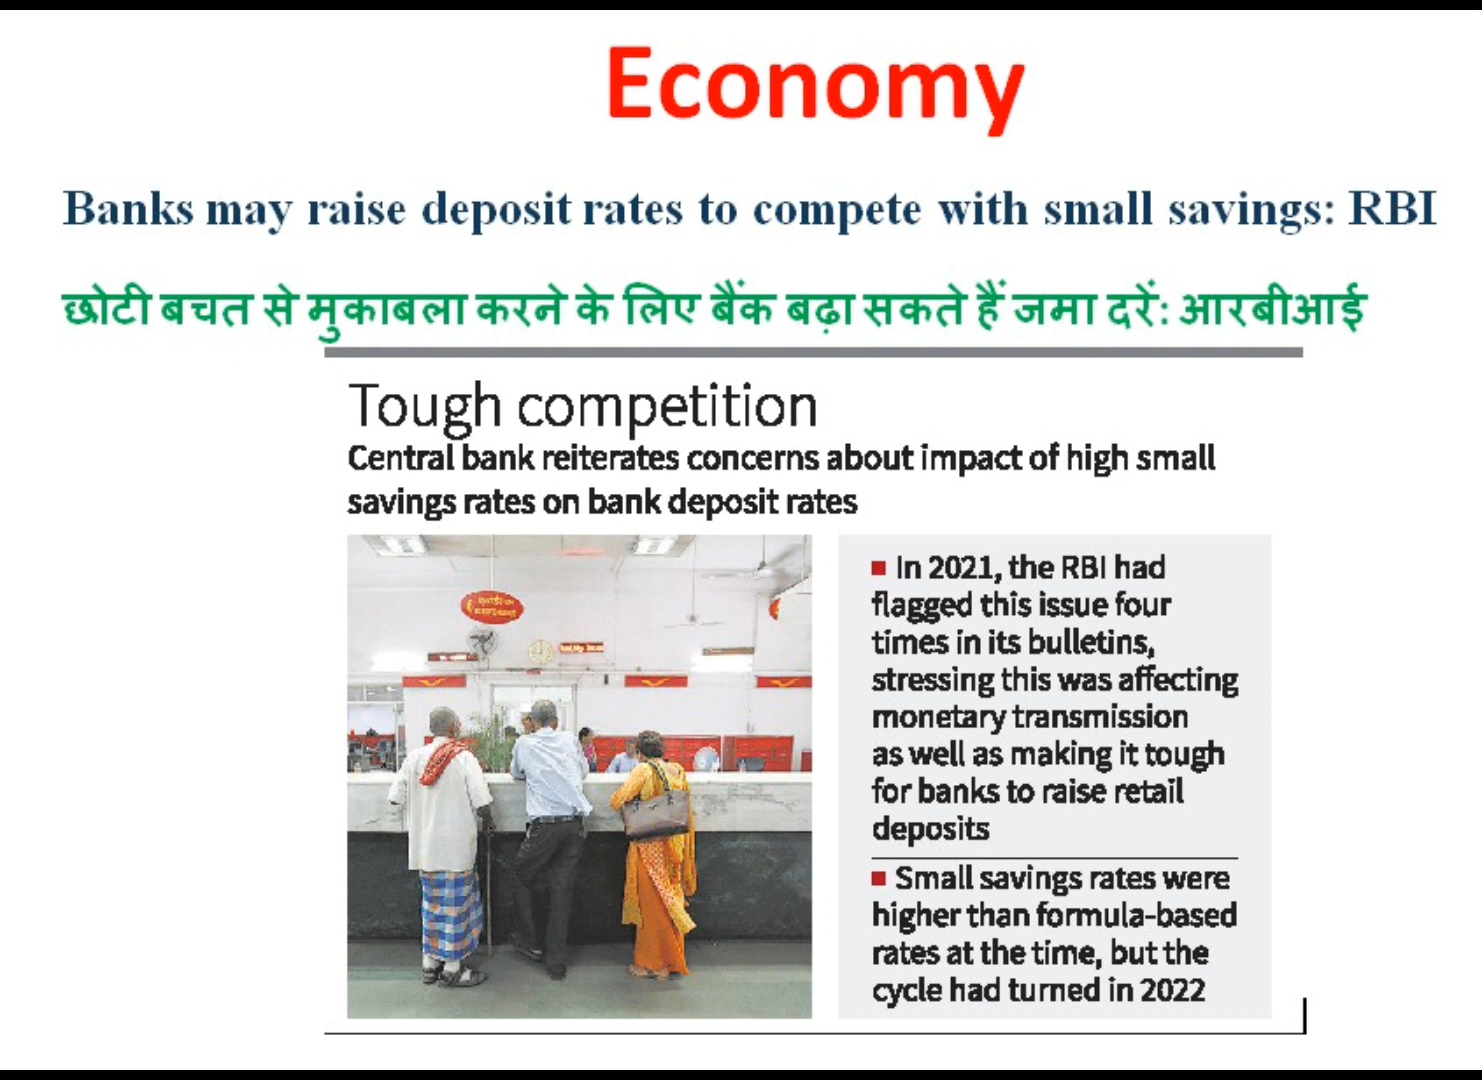 Economy
Banks may raise deposit rates to compete with small savings: RBI
छोटी बचत से मुकाबला करने के लिए बैंक बढ़ा सकते हैं जमा दरें: आरबीआई
Tough competition
Central bank reiterates concerns about impact of high small
savings rates on bank deposit rates
In 2021, the RBI had
flagged this issue four
times in its bulletins,
stressing this was affecting
monetary transmission
as well as making it tough
for banks to raise retail
deposits
Small savings rates were
higher than formula-based
rates at the time, but the
cycle had turned in 2022